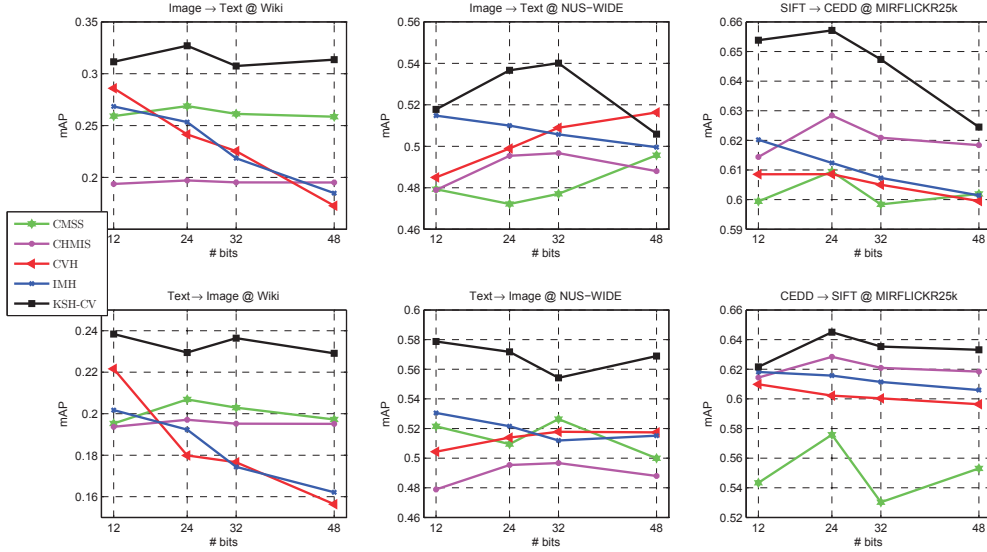 Image → Text @ Wiki
0.35
0.3
0.25
0.2
mAP
12
24
32
48
# bits
Image → Text @ NUS−WIDE
0.56
0.54
0.52
0.5
0.48
0.46
mAP
12
24
32
48
# bits
SIFT → CEDD @ MIRFLICKR25k
0.66
0.65
0.64
0.63
0.62
0.61
0.6
0.59
mAP
12
24
32
48
# bits
CMSS
CHMIS
CVH
IMH
KSH-CV
Text → Image @ Wiki
0.24
0.22
0.2
0.18
0.16
mAP
12
24
32
48
# bits
Text → Image @ NUS−WIDE
0.6
0.58
0.56
0.54
0.52
0.5
0.48
0.46
mAP
12
24
32
48
# bits
CEDD → SIFT @ MIRFLICKR25k
0.66
0.64
0.62
0.6
0.58
0.56
0.54
0.52
mAP
12
24
32
48
# bits